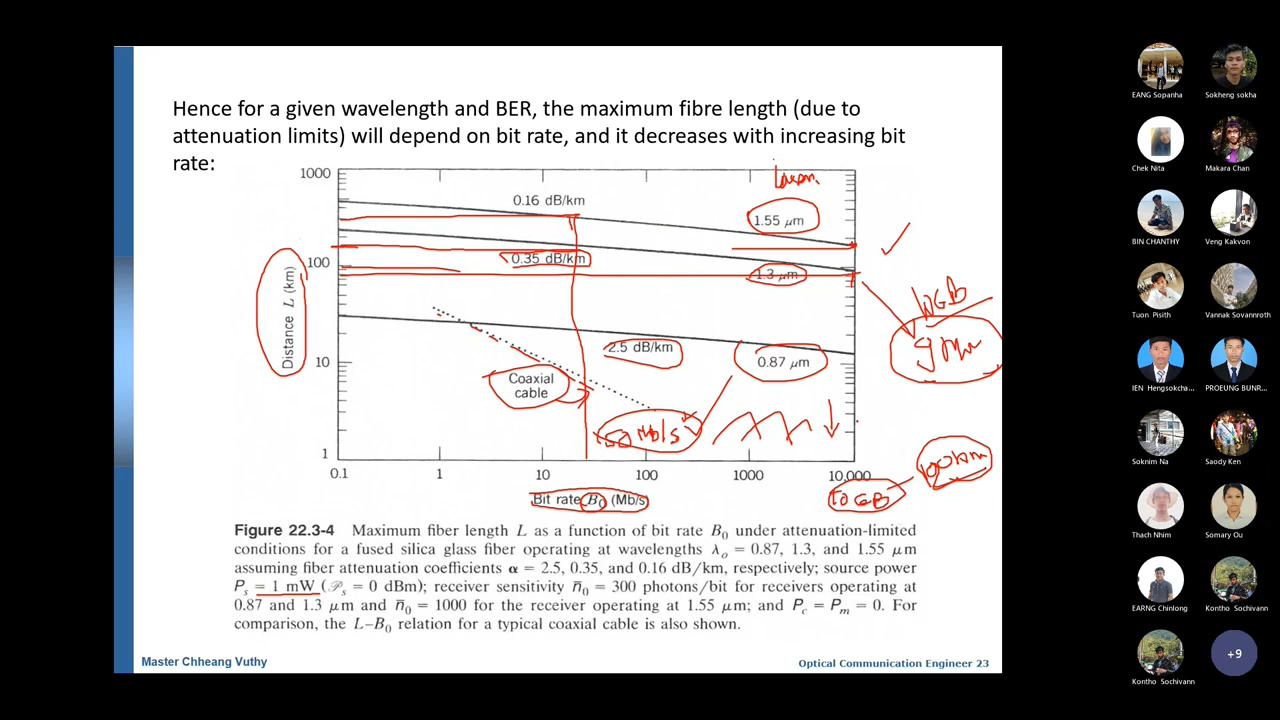 Hence for a given wavelength and BER, the maximum fibre length (due to
attenuation limits) will depend on bit rate, and it decreases with increasing bit
rate:
1000
100
10
1
Distance L (km)
0.16 dB/km
1.55 μm
0.35 dB/km
1.3 μm
2.5 dB/km
0.87 μm
Coaxial
cable
50 Mb/s
10GB
100km
0.1 1 10 100 1000 10,000
Bit rate B₀ (Mb/s)
10GB
Figure 22.3-4 Maximum fiber length L as a function of bit rate B₀ under attenuation-limited
conditions for a fused silica glass fiber operating at wavelengths λₒ = 0.87, 1.3, and 1.55 μm
assuming fiber attenuation coefficients α = 2.5, 0.35, and 0.16 dB/km, respectively; source power
Pₛ = 1 mW (𝒫ₛ = 0 dBm); receiver sensitivity n̄₀ = 300 photons/bit for receivers operating at
0.87 and 1.3 μm and n̄₀ = 1000 for the receiver operating at 1.55 μm; and P꜀ = Pₘ = 0. For
comparison, the L–B₀ relation for a typical coaxial cable is also shown.
Master Chheang Vuthy
Optical Communication Engineer 23
EANG Sopanha
Sokheng sokha
Chek Nita
Makara Chan
BIN CHANTHY
Veng Kakvon
Tuon Pisith
Vannak Sovannroth
IEN Hengsokcha...
PROEUNG BUNR...
Soknim Na
Saody Ken
Thach Nhim
Somary Ou
EARNG Chinlong
Kontho Sochivann
Kontho Sochivann
+9